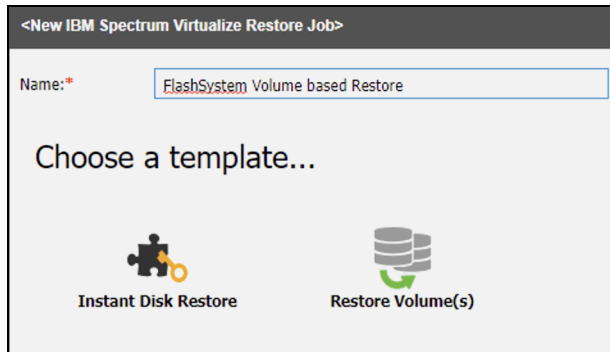 <New IBM Spectrum Virtualize Restore Job>
Name:* FlashSystem Volume based Restore
Choose a template...
Instant Disk Restore Restore Volume(s)